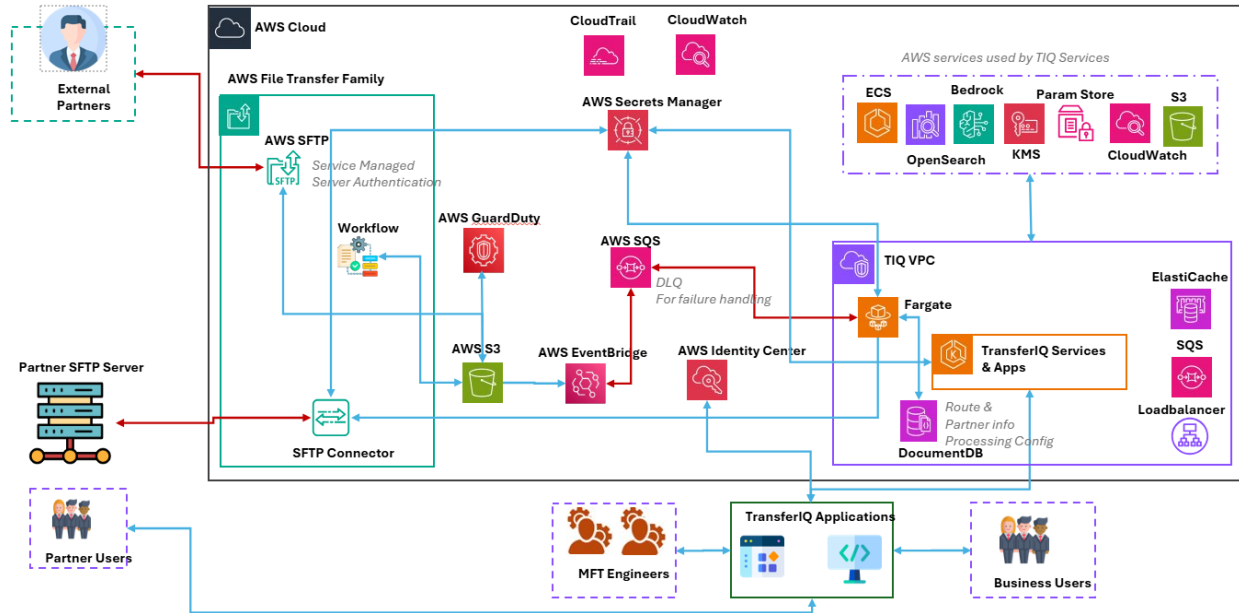 External
Partners
AWS Cloud
CloudTrail
CloudWatch
AWS services used by TIQ Services
AWS File Transfer Family
ECS
Bedrock
Param Store
S3
OpenSearch
KMS
CloudWatch
AWS Secrets Manager
AWS SFTP
SFTP
Service Managed
Server Authentication
Workflow
AWS GuardDuty
AWS SQS
DLQ
For failure handling
TIQ VPC
Fargate
ElastiCache
TransferIQ Services
& Apps
SQS
Loadbalancer
Route &
Partner info
Processing Config
DocumentDB
AWS S3
AWS EventBridge
AWS Identity Center
Partner SFTP Server
SFTP Connector
Partner Users
MFT Engineers
TransferIQ Applications
Business Users